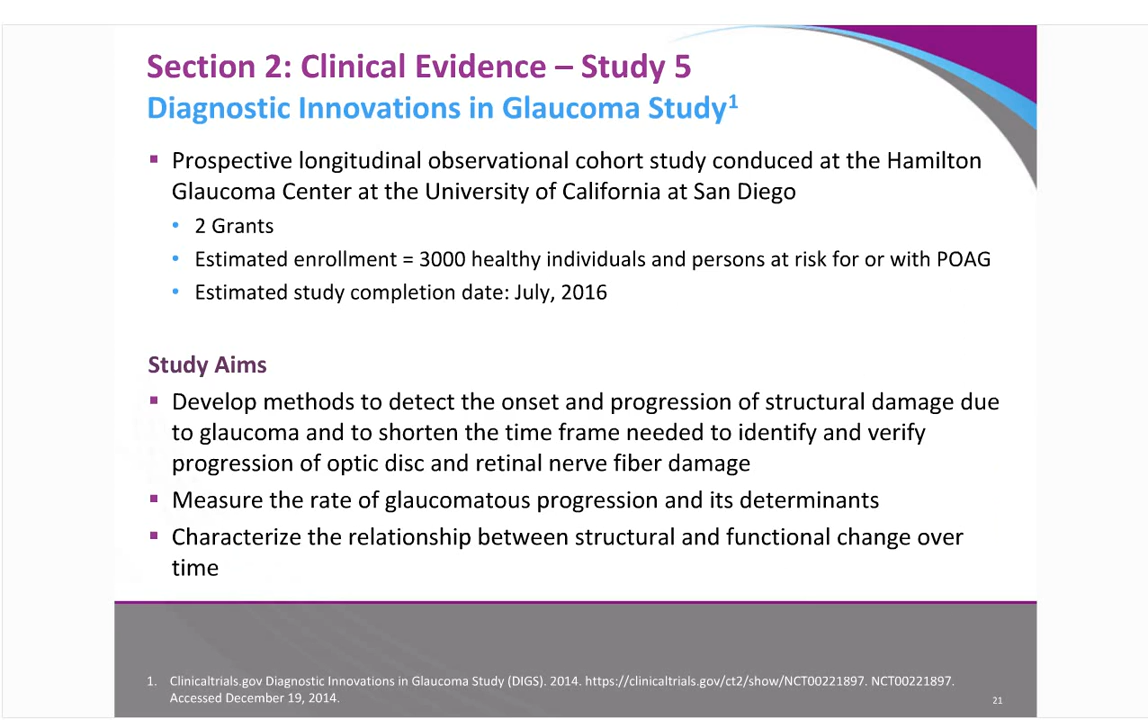 Section 2: Clinical Evidence – Study 5
Diagnostic Innovations in Glaucoma Study1
▪ Prospective longitudinal observational cohort study conduced at the Hamilton
Glaucoma Center at the University of California at San Diego
• 2 Grants
• Estimated enrollment = 3000 healthy individuals and persons at risk for or with POAG
• Estimated study completion date: July, 2016
Study Aims
▪ Develop methods to detect the onset and progression of structural damage due
to glaucoma and to shorten the time frame needed to identify and verify
progression of optic disc and retinal nerve fiber damage
▪ Measure the rate of glaucomatous progression and its determinants
▪ Characterize the relationship between structural and functional change over
time
1. Clinicaltrials.gov Diagnostic Innovations in Glaucoma Study (DIGS). 2014. https://clinicaltrials.gov/ct2/show/NCT00221897. NCT00221897.
Accessed December 19, 2014.
21